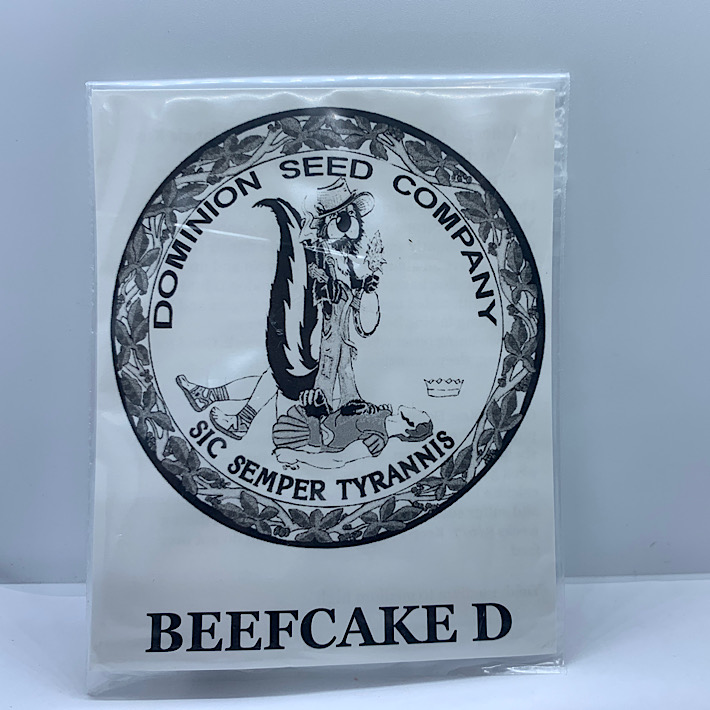 DOMINION SEED COMPANY
SIC SEMPER TYRANNIS
BEEFCAKE D